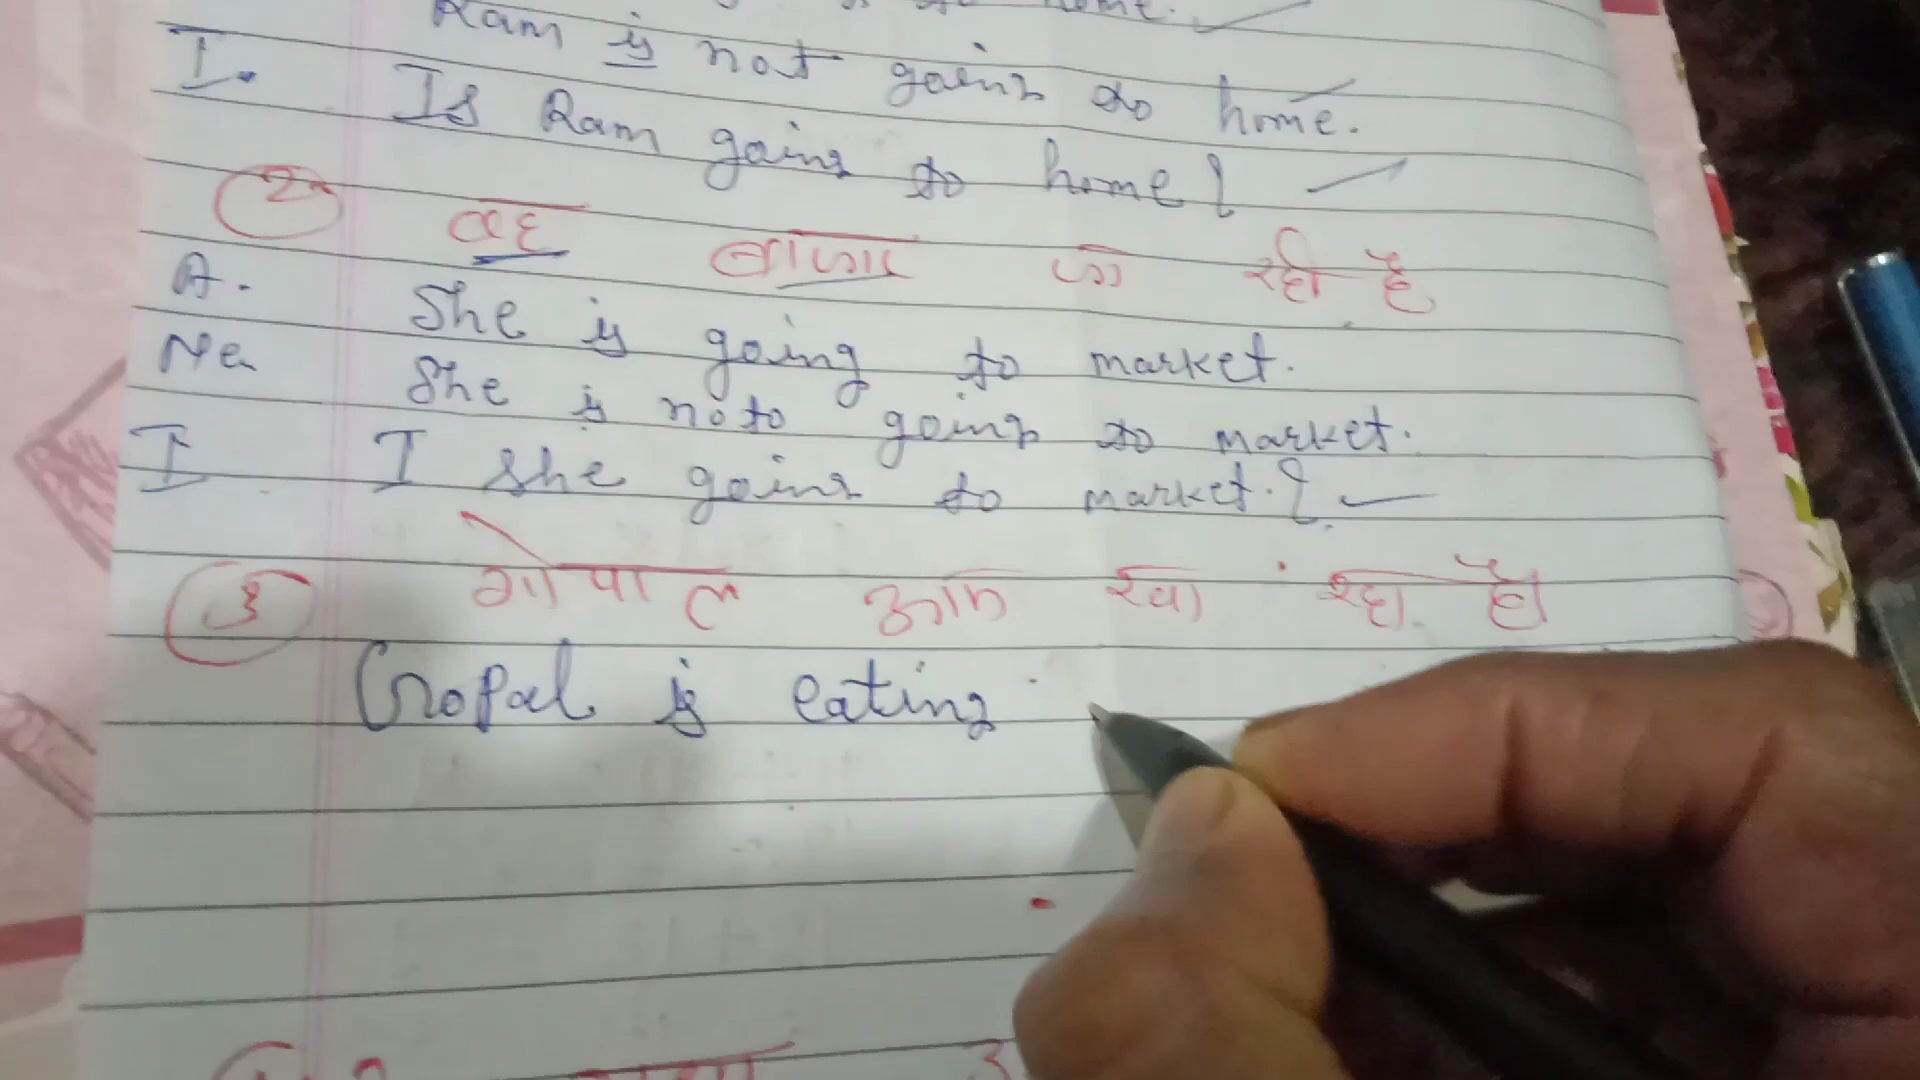 Ram is not going to home.
I. Is Ram going to home?
2 वह बाजार जा रही है
A. She is going to market.
Ne She is noto going to market.
I I she going to market.?
3 गोपाल आम खा रहा है।
Gopal is eating